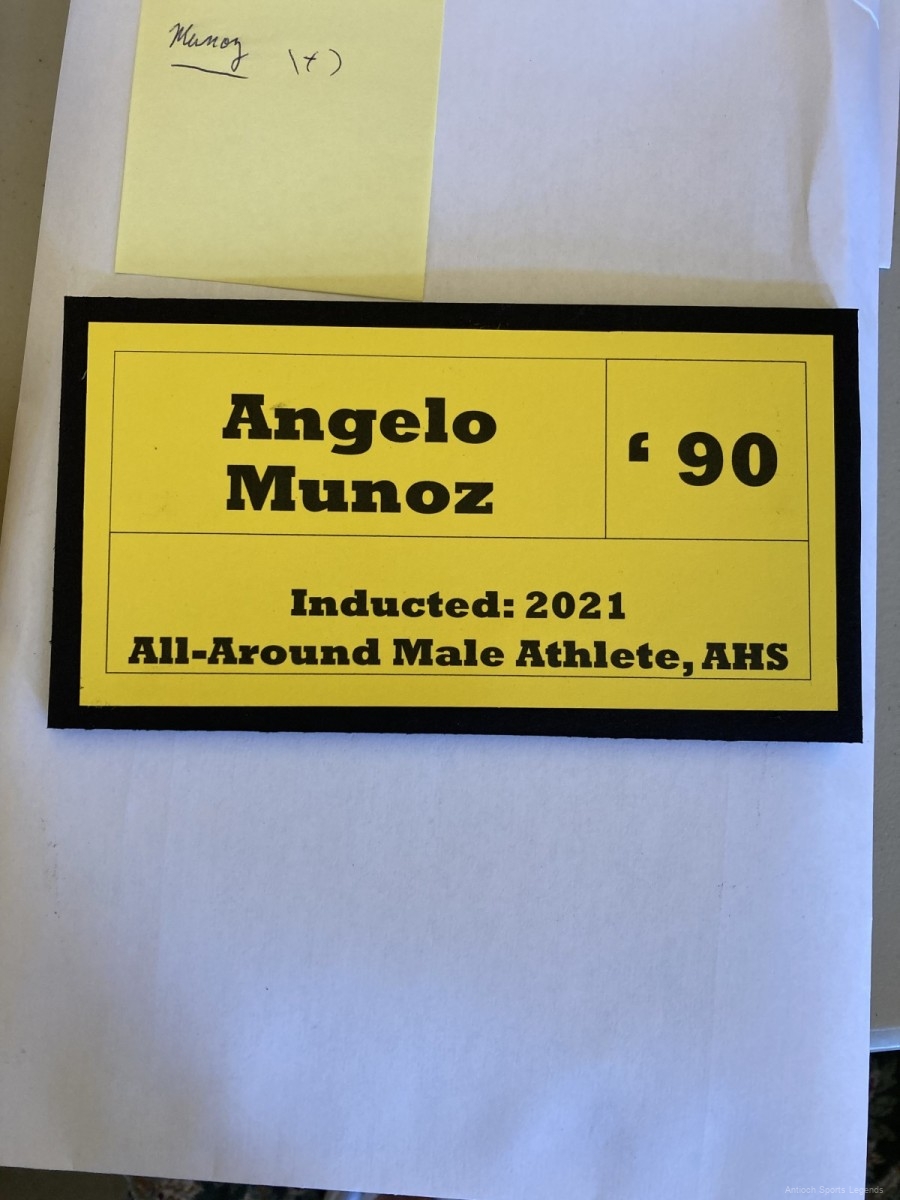 Munoz (+)
Angelo
Munoz
‘ 90
Inducted: 2021
All-Around Male Athlete, AHS
Antioch Sports Legends